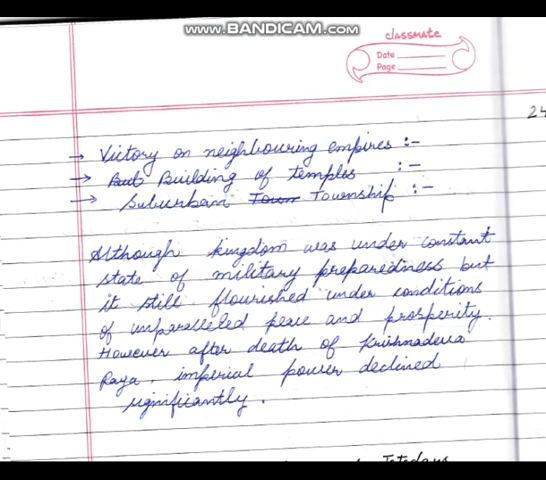 www.BANDICAM.com
classmate
Date
Page
24
→ Victory on neighbouring empires :-
→ Buil Building of temples :-
→ Suburban Town Township :-
Although kingdom was under constant
state of military preparedness but
it still flourished under conditions
of unparalleled peace and prosperity.
However after death of Krishnadeva
Raya. imperial power declined
significantly.